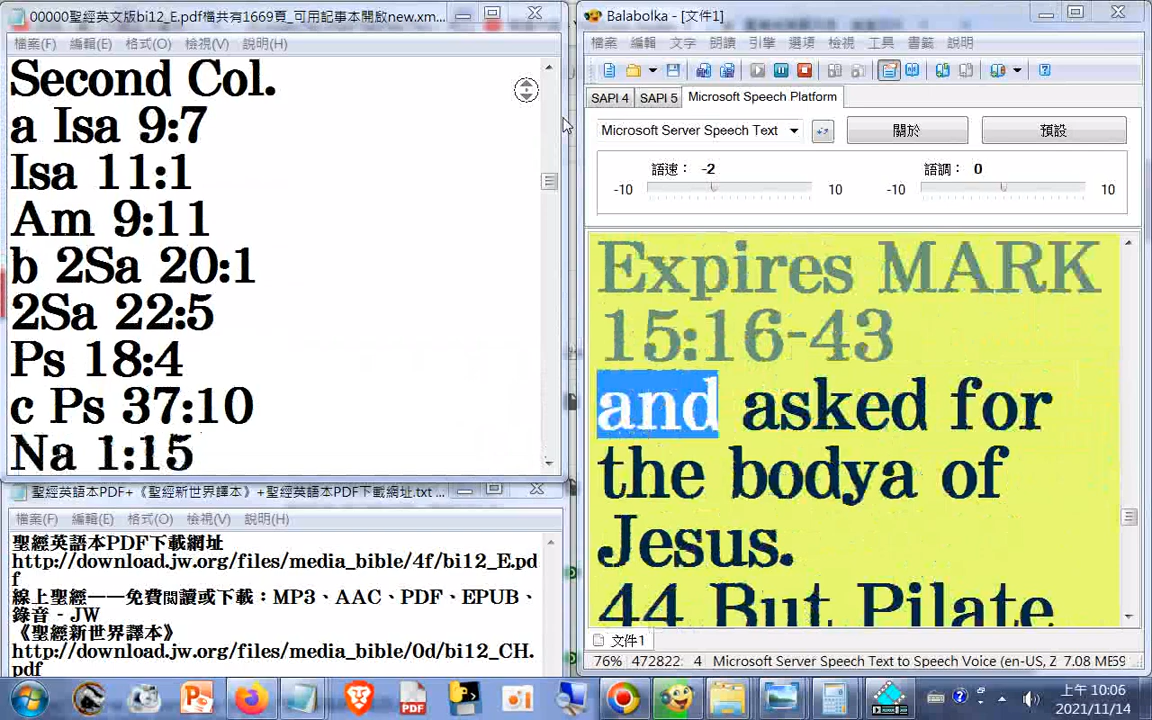 00000聖經英文版bi12_E.pdf檔共有1669頁_可用記事本開啟new.xm...
檔案(F) 編輯(E) 格式(O) 檢視(V) 說明(H)
Second Col.
a Isa 9:7
Isa 11:1
Am 9:11
b 2Sa 20:1
2Sa 22:5
Ps 18:4
c Ps 37:10
Na 1:15
聖經英語本PDF+《聖經新世界譯本》+聖經英語本PDF下載網址.txt ...
檔案(F) 編輯(E) 格式(O) 檢視(V) 說明(H)
聖經英語本PDF下載網址
http://download.jw.org/files/media_bible/4f/bi12_E.pd
f
線上聖經——免費閱讀或下載：MP3、AAC、PDF、EPUB、
錄音 - JW
《聖經新世界譯本》
http://download.jw.org/files/media_bible/0d/bi12_CH.
pdf
Balabolka - [文件1]
檔案 編輯 文字 朗讀 引擎 選項 檢視 工具 書籤 說明
SAPI 4 SAPI 5 Microsoft Speech Platform
Microsoft Server Speech Text 關於 預設
語速： -2 語調： 0
-10 10 -10 10
Expires MARK
15:16-43
and asked for
the bodya of
Jesus.
44 But Pilate
文件1
76% 472822: 4 Microsoft Server Speech Text to Speech Voice (en-US, Z 7.08 ME59
PDF
上午 10:06
2021/11/14